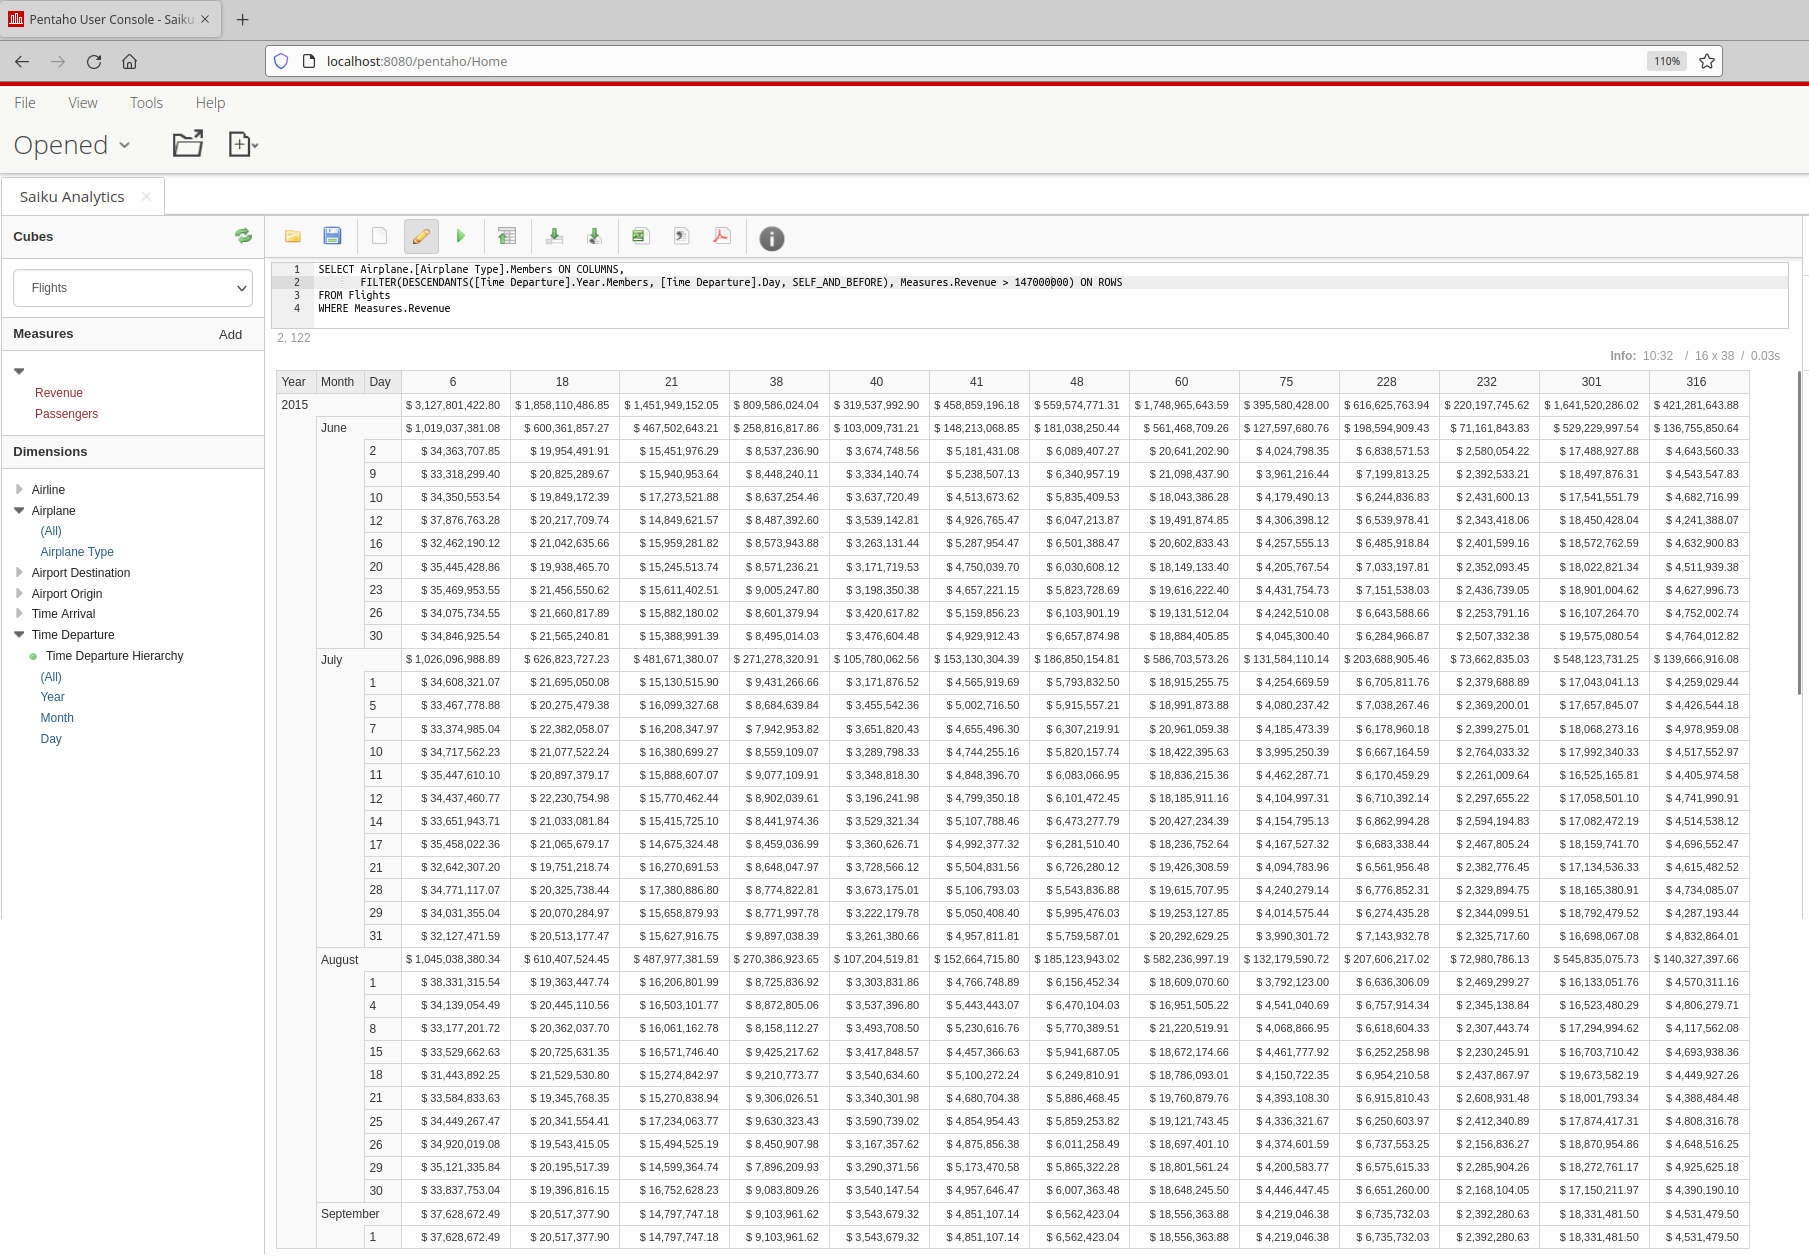 Pentaho User Console - Saiku
localhost:8080/pentaho/Home
110%
File View Tools Help
Opened
Saiku Analytics
Cubes
Flights
Measures Add
Revenue
Passengers
Dimensions
Airline
Airplane
(All)
Airplane Type
Airport Destination
Airport Origin
Time Arrival
Time Departure
Time Departure Hierarchy
(All)
Year
Month
Day
1 SELECT Airplane.[Airplane Type].Members ON COLUMNS,
2 FILTER(DESCENDANTS([Time Departure].Year.Members, [Time Departure].Day, SELF_AND_BEFORE), Measures.Revenue > 147000000) ON ROWS
3 FROM Flights
4 WHERE Measures.Revenue
2, 122
Info: 10:32 / 16 x 38 / 0.03s
Year Month Day 6 18 21 38 40 41 48 60 75 228 232 301 316
2015 $ 3,127,801,422.80 $ 1,858,110,486.85 $ 1,451,949,152.05 $ 809,586,024.04 $ 319,537,992.90 $ 458,859,196.18 $ 559,574,771.31 $ 1,748,965,643.59 $ 395,580,428.00 $ 616,625,763.94 $ 220,197,745.62 $ 1,641,520,286.02 $ 421,281,643.88
June $ 1,019,037,381.08 $ 600,361,857.27 $ 467,502,643.21 $ 258,816,817.86 $ 103,009,731.21 $ 148,213,068.85 $ 181,038,250.44 $ 561,468,709.26 $ 127,597,680.76 $ 198,594,909.43 $ 71,161,843.83 $ 529,229,997.54 $ 136,755,850.64
2 $ 34,363,707.85 $ 19,954,491.91 $ 15,451,976.29 $ 8,537,236.90 $ 3,674,748.56 $ 5,181,431.08 $ 6,089,407.27 $ 20,641,202.90 $ 4,024,798.35 $ 6,838,571.53 $ 2,580,054.22 $ 17,488,927.88 $ 4,643,560.33
9 $ 33,318,299.40 $ 20,825,289.67 $ 15,940,953.64 $ 8,448,240.11 $ 3,334,140.74 $ 5,238,507.13 $ 6,340,957.19 $ 21,098,437.90 $ 3,961,216.44 $ 7,199,813.25 $ 2,392,533.21 $ 18,497,876.31 $ 4,543,547.83
10 $ 34,350,553.54 $ 19,849,172.39 $ 17,273,521.88 $ 8,637,254.46 $ 3,637,720.49 $ 4,513,673.62 $ 5,835,409.53 $ 18,043,386.28 $ 4,179,490.13 $ 6,244,836.83 $ 2,431,600.13 $ 17,541,551.79 $ 4,682,716.99
12 $ 37,876,763.28 $ 20,217,709.74 $ 14,849,621.57 $ 8,487,392.60 $ 3,539,142.81 $ 4,926,765.47 $ 6,047,213.87 $ 19,491,874.85 $ 4,306,398.12 $ 6,539,978.41 $ 2,343,418.06 $ 18,450,428.04 $ 4,241,388.07
16 $ 32,462,190.12 $ 21,042,635.66 $ 15,959,281.82 $ 8,573,943.88 $ 3,263,131.44 $ 5,287,954.47 $ 6,501,388.47 $ 20,602,833.43 $ 4,257,555.13 $ 6,485,918.84 $ 2,401,599.16 $ 18,572,762.59 $ 4,632,900.83
20 $ 35,445,428.86 $ 19,938,465.70 $ 15,245,513.74 $ 8,571,236.21 $ 3,171,719.53 $ 4,750,039.70 $ 6,030,608.12 $ 18,149,133.40 $ 4,205,767.54 $ 7,033,197.81 $ 2,352,093.45 $ 18,022,821.34 $ 4,511,939.38
23 $ 35,469,953.55 $ 21,456,550.62 $ 15,611,402.51 $ 9,005,247.80 $ 3,198,350.38 $ 4,657,221.15 $ 5,823,728.69 $ 19,616,222.40 $ 4,431,754.73 $ 7,151,538.03 $ 2,436,739.05 $ 18,901,004.62 $ 4,627,996.73
26 $ 34,075,734.55 $ 21,660,817.89 $ 15,882,180.02 $ 8,601,379.94 $ 3,420,617.82 $ 5,159,856.23 $ 6,103,901.19 $ 19,131,512.04 $ 4,242,510.08 $ 6,643,588.66 $ 2,253,791.16 $ 16,107,264.70 $ 4,752,002.74
30 $ 34,846,925.54 $ 21,565,240.81 $ 15,388,991.39 $ 8,495,014.03 $ 3,476,604.48 $ 4,929,912.43 $ 6,657,874.98 $ 18,884,405.85 $ 4,045,300.40 $ 6,284,966.87 $ 2,507,332.38 $ 19,575,080.54 $ 4,764,012.82
July $ 1,026,096,988.89 $ 626,823,727.23 $ 481,671,380.07 $ 271,278,320.91 $ 105,780,062.56 $ 153,130,304.39 $ 186,850,154.81 $ 586,703,573.26 $ 131,584,110.14 $ 203,688,905.46 $ 73,662,835.03 $ 548,123,731.25 $ 139,666,916.08
1 $ 34,608,321.07 $ 21,695,050.08 $ 15,130,515.90 $ 9,431,266.66 $ 3,171,876.52 $ 4,565,919.69 $ 5,793,832.50 $ 18,915,255.75 $ 4,254,669.59 $ 6,705,811.76 $ 2,379,688.89 $ 17,043,041.13 $ 4,259,029.44
5 $ 33,467,778.88 $ 20,275,479.38 $ 16,099,327.68 $ 8,684,639.84 $ 3,455,542.36 $ 5,002,716.50 $ 5,915,557.21 $ 18,991,873.88 $ 4,080,237.42 $ 7,038,267.46 $ 2,369,200.01 $ 17,657,845.07 $ 4,426,544.18
7 $ 33,374,985.04 $ 22,382,058.07 $ 16,208,347.97 $ 7,942,953.82 $ 3,651,820.43 $ 4,655,496.30 $ 6,307,219.91 $ 20,961,059.38 $ 4,185,473.39 $ 6,178,960.18 $ 2,399,275.01 $ 18,068,273.16 $ 4,978,959.08
10 $ 34,717,562.23 $ 21,077,522.24 $ 16,380,699.27 $ 8,559,109.07 $ 3,289,798.33 $ 4,744,255.16 $ 5,820,157.74 $ 18,422,395.63 $ 3,995,250.39 $ 6,667,164.59 $ 2,764,033.32 $ 17,992,340.33 $ 4,517,552.97
11 $ 35,447,610.10 $ 20,897,379.17 $ 15,888,607.07 $ 9,077,109.91 $ 3,348,818.30 $ 4,848,396.70 $ 6,083,066.95 $ 18,836,215.36 $ 4,462,287.71 $ 6,170,459.29 $ 2,261,009.64 $ 16,525,165.81 $ 4,405,974.58
12 $ 34,437,460.77 $ 22,230,754.98 $ 15,770,462.44 $ 8,902,039.61 $ 3,196,241.98 $ 4,799,350.18 $ 6,101,472.45 $ 18,185,911.16 $ 4,104,997.31 $ 6,710,392.14 $ 2,297,655.22 $ 17,058,501.10 $ 4,741,990.91
14 $ 33,651,943.71 $ 21,033,081.84 $ 15,415,725.10 $ 8,441,974.36 $ 3,529,321.34 $ 5,107,788.46 $ 6,473,277.79 $ 20,427,234.39 $ 4,154,795.13 $ 6,862,994.28 $ 2,594,194.83 $ 17,082,472.19 $ 4,514,538.12
17 $ 35,458,022.36 $ 21,065,679.17 $ 14,675,324.48 $ 8,459,036.99 $ 3,360,626.71 $ 4,992,377.32 $ 6,281,510.40 $ 18,236,752.64 $ 4,167,527.32 $ 6,683,338.44 $ 2,467,805.24 $ 18,159,741.70 $ 4,696,552.47
21 $ 32,642,307.20 $ 19,751,218.74 $ 16,270,691.53 $ 8,648,047.97 $ 3,728,566.12 $ 5,504,831.56 $ 6,726,280.12 $ 19,426,308.59 $ 4,094,783.96 $ 6,561,956.48 $ 2,382,776.45 $ 17,134,536.33 $ 4,615,482.52
28 $ 34,771,117.07 $ 20,325,738.44 $ 17,380,886.80 $ 8,774,822.81 $ 3,673,175.01 $ 5,106,793.03 $ 5,543,836.88 $ 19,615,707.95 $ 4,240,279.14 $ 6,776,852.31 $ 2,329,894.75 $ 18,165,380.91 $ 4,734,085.07
29 $ 34,031,355.04 $ 20,070,284.97 $ 15,658,879.93 $ 8,771,997.78 $ 3,222,179.78 $ 5,050,408.40 $ 5,995,476.03 $ 19,253,127.85 $ 4,014,575.44 $ 6,274,435.28 $ 2,344,099.51 $ 18,792,479.52 $ 4,287,193.44
31 $ 32,127,471.59 $ 20,513,177.47 $ 15,627,916.75 $ 9,897,038.39 $ 3,261,380.66 $ 4,957,811.81 $ 5,759,587.01 $ 20,292,629.25 $ 3,990,301.72 $ 7,143,932.78 $ 2,325,717.60 $ 16,698,067.08 $ 4,832,864.01
August $ 1,045,038,380.34 $ 610,407,524.45 $ 487,977,381.59 $ 270,386,923.65 $ 107,204,519.81 $ 152,664,715.80 $ 185,123,943.02 $ 582,236,997.19 $ 132,179,590.72 $ 207,606,217.02 $ 72,980,786.13 $ 545,835,075.73 $ 140,327,397.66
1 $ 38,331,315.54 $ 19,363,447.74 $ 16,206,801.99 $ 8,725,836.92 $ 3,303,831.86 $ 4,766,748.89 $ 6,156,452.34 $ 18,609,070.60 $ 3,792,123.00 $ 6,636,306.09 $ 2,469,299.27 $ 16,133,051.76 $ 4,570,311.16
4 $ 34,139,054.49 $ 20,445,110.56 $ 16,503,101.77 $ 8,872,805.06 $ 3,537,396.80 $ 5,443,443.07 $ 6,470,104.03 $ 16,951,505.22 $ 4,541,040.69 $ 6,757,914.34 $ 2,345,138.84 $ 16,523,480.29 $ 4,806,279.71
8 $ 33,177,201.72 $ 20,362,037.70 $ 16,061,162.78 $ 8,158,112.27 $ 3,493,708.50 $ 5,230,616.76 $ 5,770,389.51 $ 21,220,519.91 $ 4,068,866.95 $ 6,618,604.33 $ 2,307,443.74 $ 17,294,994.62 $ 4,117,562.08
15 $ 33,529,662.63 $ 20,725,631.35 $ 16,571,746.40 $ 9,425,217.62 $ 3,417,848.57 $ 4,457,366.63 $ 5,941,687.05 $ 18,672,174.66 $ 4,461,777.92 $ 6,252,258.98 $ 2,230,245.91 $ 16,703,710.42 $ 4,693,938.36
18 $ 31,443,892.25 $ 21,529,530.80 $ 15,274,842.97 $ 9,210,773.77 $ 3,540,634.60 $ 5,100,272.24 $ 6,249,810.91 $ 18,786,093.01 $ 4,150,722.35 $ 6,954,210.58 $ 2,437,867.97 $ 19,673,582.19 $ 4,449,927.26
21 $ 33,584,833.63 $ 19,345,768.35 $ 15,270,838.94 $ 9,306,026.51 $ 3,340,301.98 $ 4,680,704.38 $ 5,886,468.45 $ 19,760,879.76 $ 4,393,108.30 $ 6,915,810.43 $ 2,608,931.48 $ 18,001,793.34 $ 4,388,484.48
25 $ 34,449,267.47 $ 20,341,554.41 $ 17,234,063.77 $ 9,630,323.43 $ 3,590,739.02 $ 4,854,954.43 $ 5,859,253.82 $ 19,121,743.45 $ 4,336,321.67 $ 6,250,603.97 $ 2,412,340.89 $ 17,874,417.31 $ 4,808,316.78
26 $ 34,920,019.08 $ 19,543,415.05 $ 15,494,525.19 $ 8,450,907.98 $ 3,167,357.62 $ 4,875,856.38 $ 6,011,258.49 $ 18,697,401.10 $ 4,374,601.59 $ 6,737,553.25 $ 2,156,836.27 $ 18,870,954.86 $ 4,648,516.25
29 $ 35,121,335.84 $ 20,195,517.39 $ 14,599,364.74 $ 7,896,209.93 $ 3,290,371.56 $ 5,173,470.58 $ 5,865,322.28 $ 18,801,561.24 $ 4,200,583.77 $ 6,575,615.33 $ 2,285,904.26 $ 18,272,761.17 $ 4,925,625.18
30 $ 33,837,753.04 $ 19,396,816.15 $ 16,752,628.23 $ 9,083,809.26 $ 3,540,147.54 $ 4,957,646.47 $ 6,007,363.48 $ 18,648,245.50 $ 4,446,447.45 $ 6,651,260.00 $ 2,168,104.05 $ 17,150,211.97 $ 4,390,190.10
September $ 37,628,672.49 $ 20,517,377.90 $ 14,797,747.18 $ 9,103,961.62 $ 3,543,679.32 $ 4,851,107.14 $ 6,562,423.04 $ 18,556,363.88 $ 4,219,046.38 $ 6,735,732.03 $ 2,392,280.63 $ 18,331,481.50 $ 4,531,479.50
1 $ 37,628,672.49 $ 20,517,377.90 $ 14,797,747.18 $ 9,103,961.62 $ 3,543,679.32 $ 4,851,107.14 $ 6,562,423.04 $ 18,556,363.88 $ 4,219,046.38 $ 6,735,732.03 $ 2,392,280.63 $ 18,331,481.50 $ 4,531,479.50